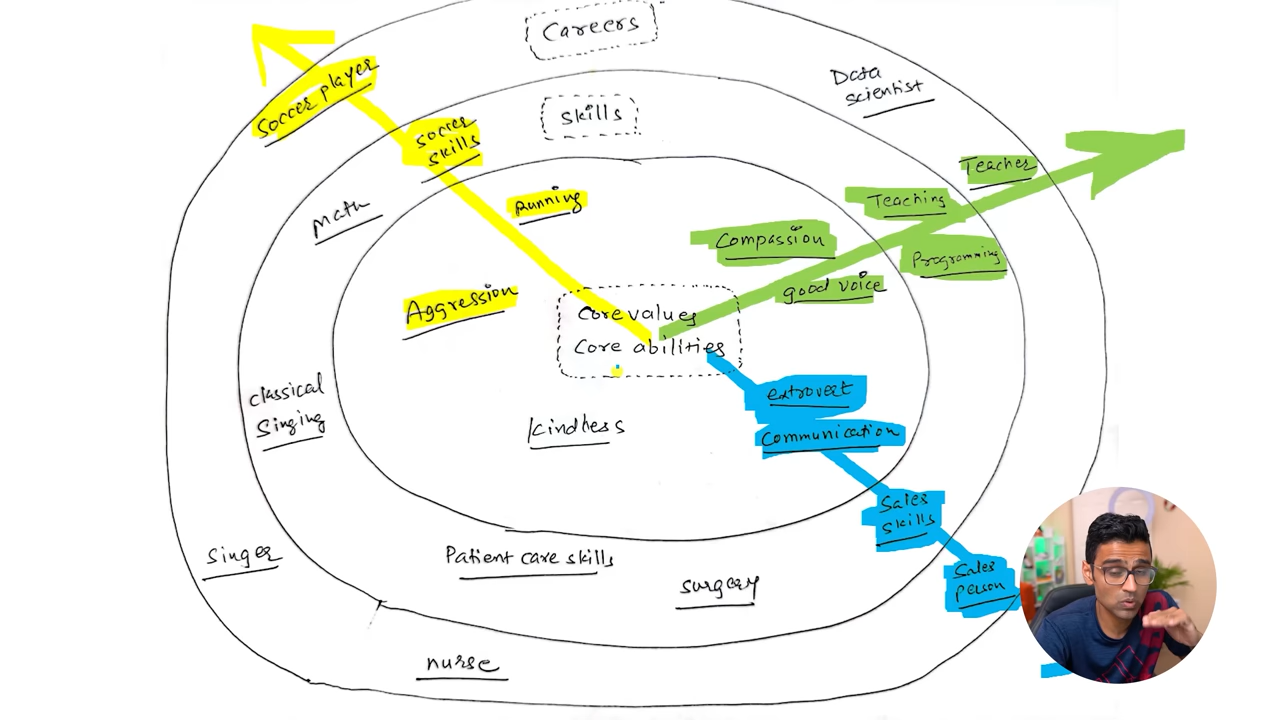 Careers
Data
scientist
Soccer player
Skills
soccer
skills
Teacher
Math
Running
Teaching
Compassion
Programming
Aggression
good voice
Core values
Core abilities
classical
Singing
extrovert
Kindless
Communication
Sales
skills
Singer
Patient care skills
surgery
Sales
person
nurse